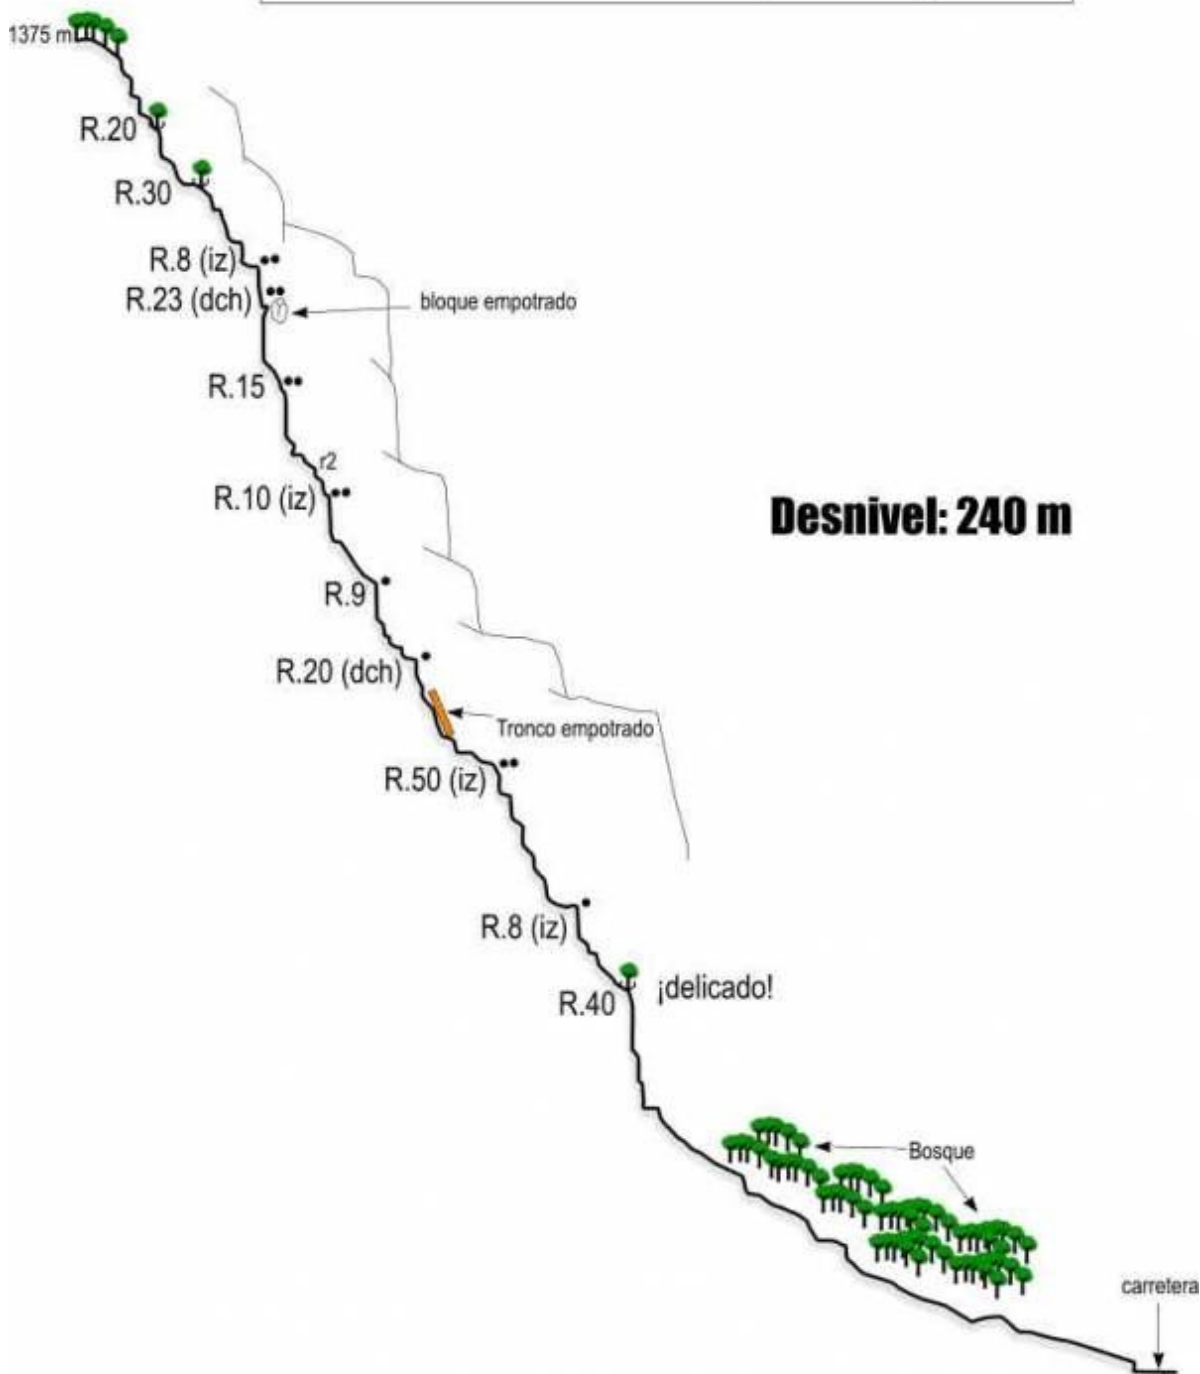 1375 m
R.20
R.30
R.8 (iz)
R.23 (dch)
bloque empotrado
R.15
r2
R.10 (iz)
Desnivel: 240 m
R.9
R.20 (dch)
Tronco empotrado
R.50 (iz)
R.8 (iz)
R.40
¡delicado!
Bosque
carretera